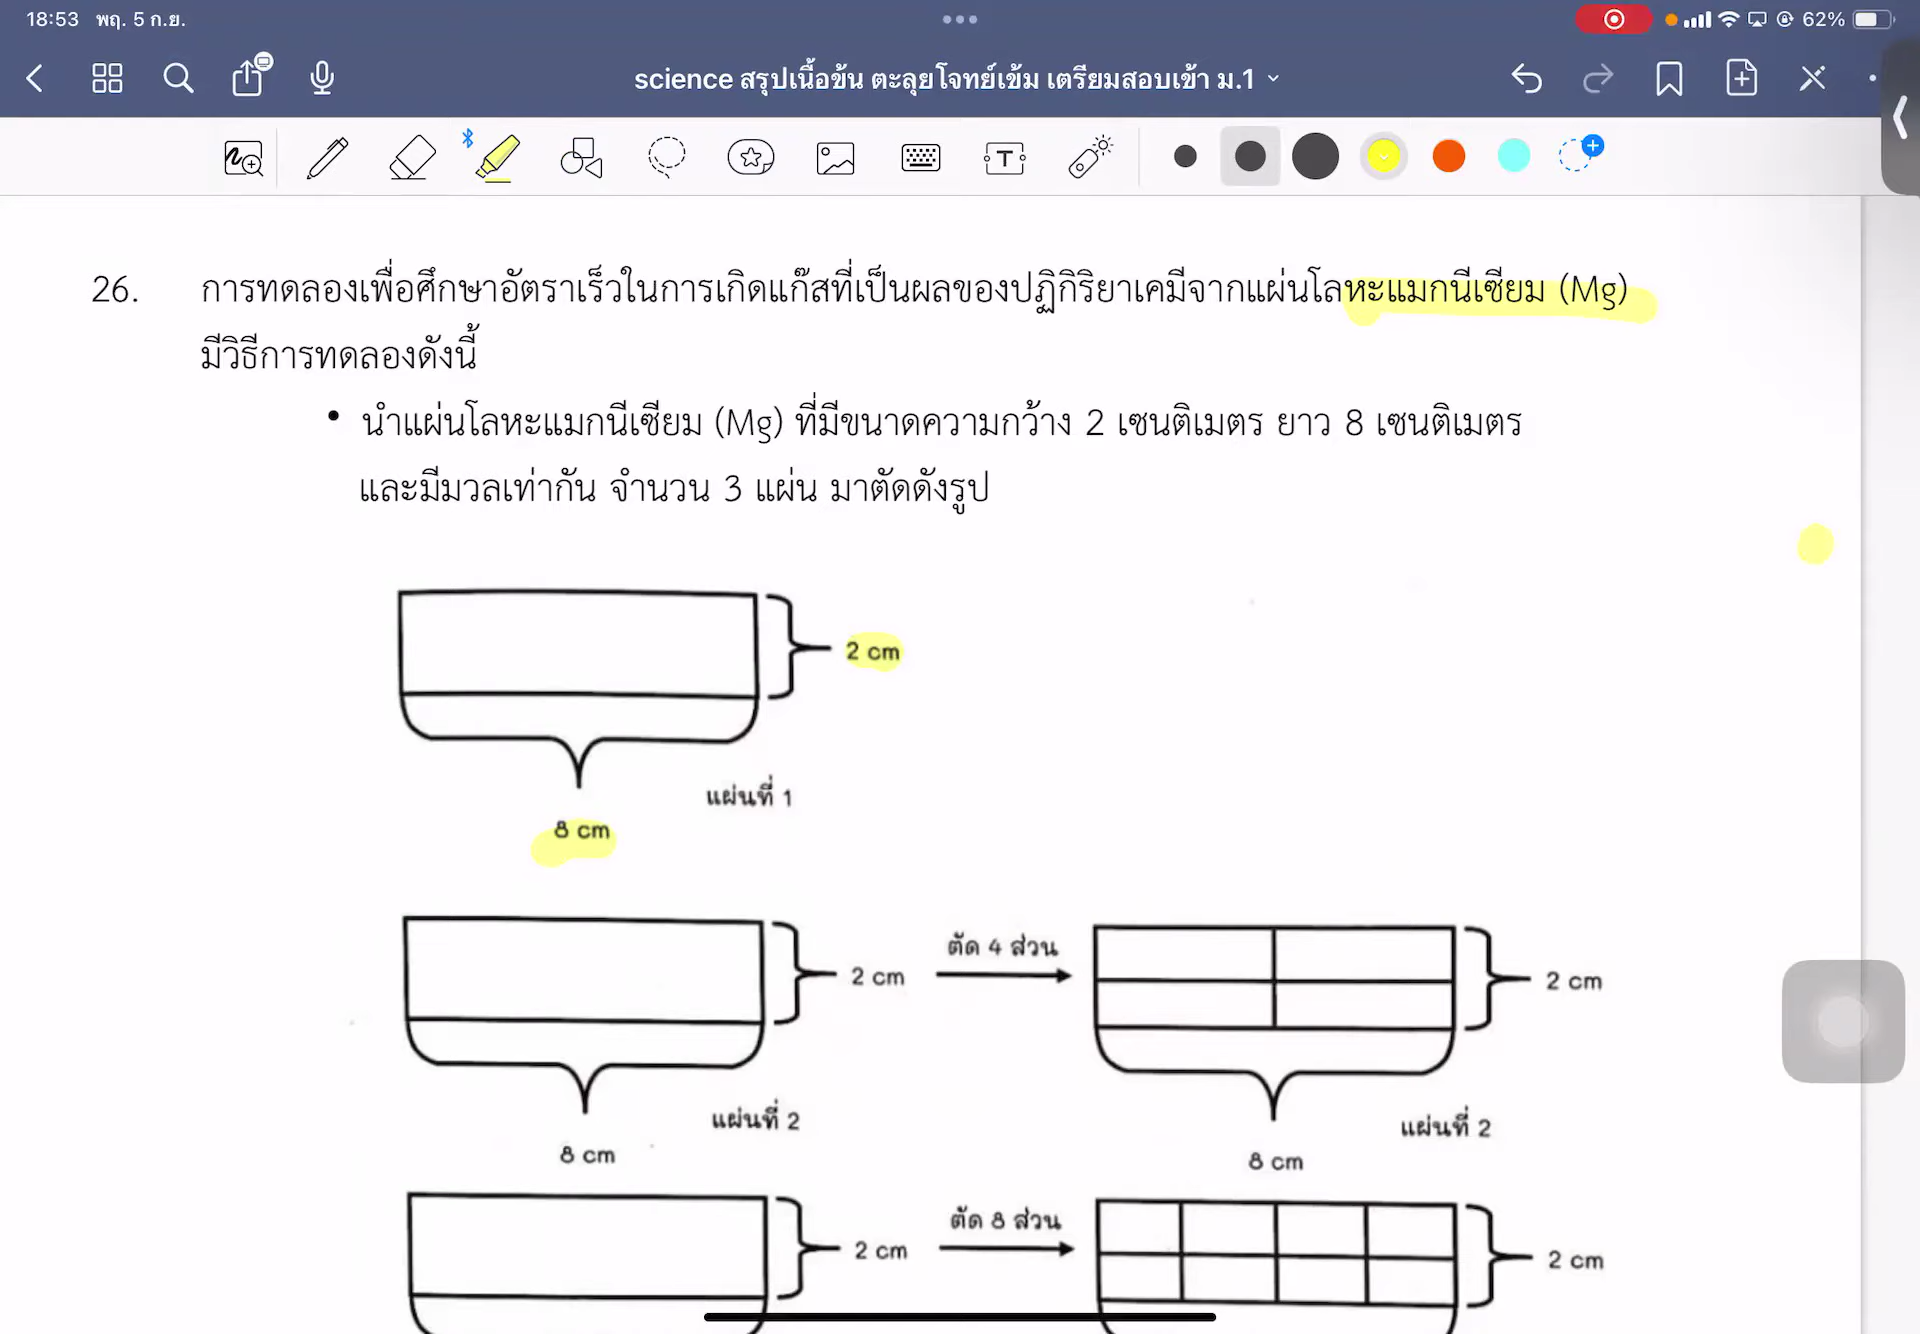 18:53 พฤ. 5 ก.ย.
62%
science สรุปเนื้อข้น ตะลุยโจทย์เข้ม เตรียมสอบเข้า ม.1
26. การทดลองเพื่อศึกษาอัตราเร็วในการเกิดแก๊สที่เป็นผลของปฏิกิริยาเคมีจากแผ่นโลหะแมกนีเซียม (Mg)
มีวิธีการทดลองดังนี้
• นำแผ่นโลหะแมกนีเซียม (Mg) ที่มีขนาดความกว้าง 2 เซนติเมตร ยาว 8 เซนติเมตร
และมีมวลเท่ากัน จำนวน 3 แผ่น มาตัดดังรูป
2 cm
แผ่นที่ 1
8 cm
ตัด 4 ส่วน
2 cm
2 cm
แผ่นที่ 2
แผ่นที่ 2
8 cm
8 cm
ตัด 8 ส่วน
2 cm
2 cm